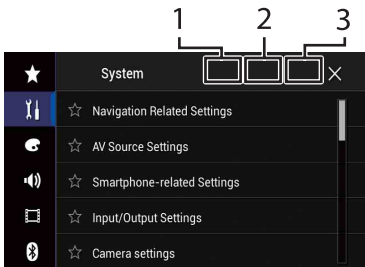 1 2 3
System
Navigation Related Settings
AV Source Settings
Smartphone-related Settings
Input/Output Settings
Camera settings